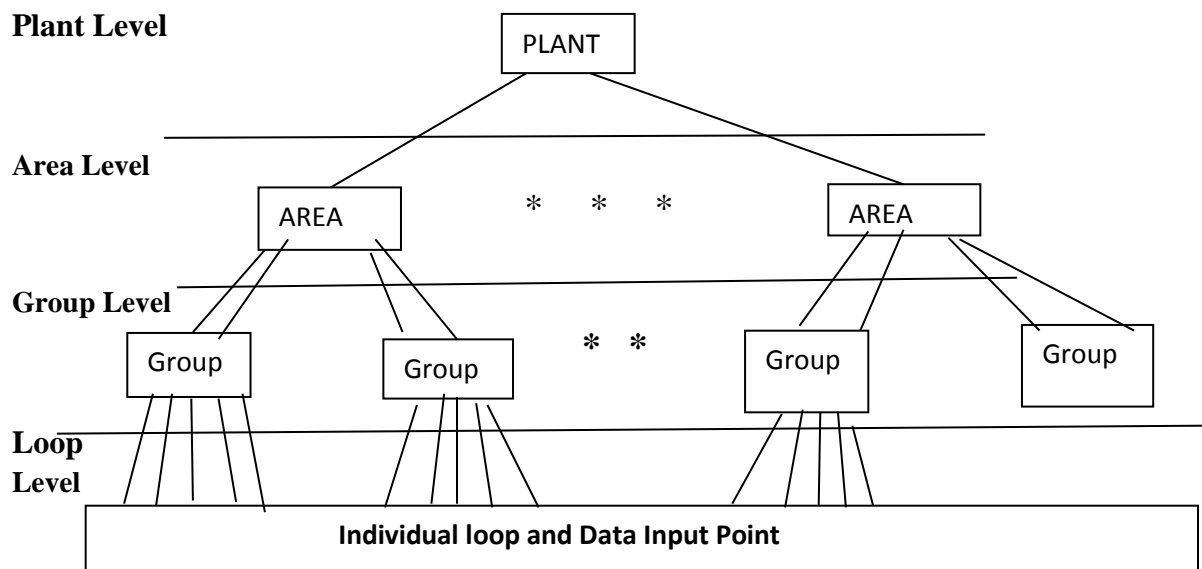 Plant Level
PLANT
Area Level
AREA
* * *
AREA
Group Level
Group
Group
* *
Group
Group
Loop
Level
Individual loop and Data Input Point